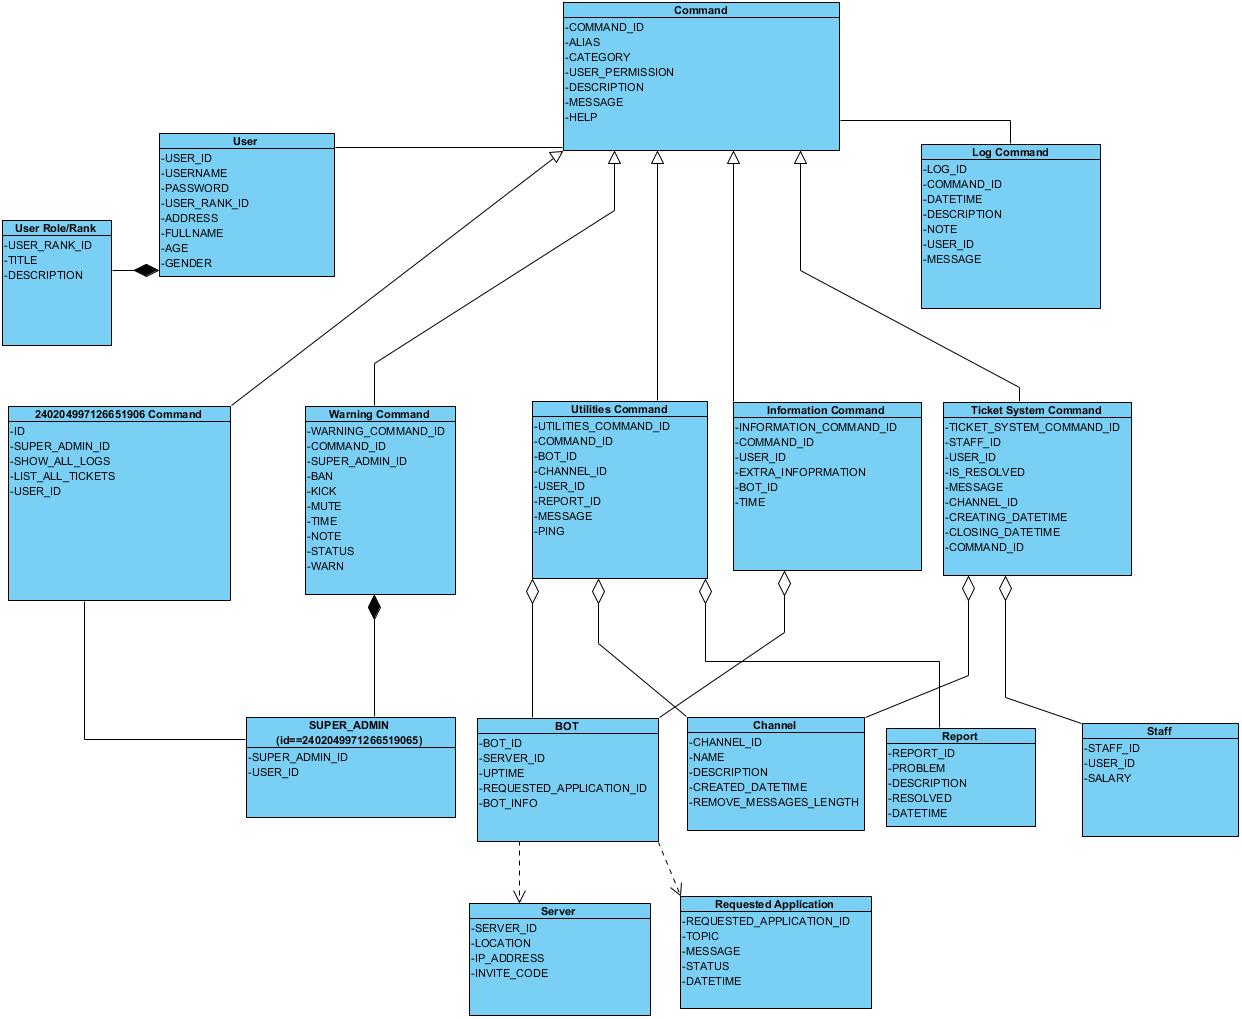 Command
-COMMAND_ID
-ALIAS
-CATEGORY
-USER_PERMISSION
-DESCRIPTION
-MESSAGE
-HELP
User
-USER_ID
-USERNAME
-PASSWORD
-USER_RANK_ID
-ADDRESS
-FULLNAME
-AGE
-GENDER
Log Command
-LOG_ID
-COMMAND_ID
-DATETIME
-DESCRIPTION
-NOTE
-USER_ID
-MESSAGE
User Role/Rank
-USER_RANK_ID
-TITLE
-DESCRIPTION
240204997126651906 Command
-ID
-SUPER_ADMIN_ID
-SHOW_ALL_LOGS
-LIST_ALL_TICKETS
-USER_ID
Warning Command
-WARNING_COMMAND_ID
-COMMAND_ID
-SUPER_ADMIN_ID
-BAN
-KICK
-MUTE
-TIME
-NOTE
-STATUS
-WARN
Utilities Command
-UTILITIES_COMMAND_ID
-COMMAND_ID
-BOT_ID
-CHANNEL_ID
-USER_ID
-REPORT_ID
-MESSAGE
-PING
Information Command
-INFORMATION_COMMAND_ID
-COMMAND_ID
-USER_ID
-EXTRA_INFOPRMATION
-BOT_ID
-TIME
Ticket System Command
-TICKET_SYSTEM_COMMAND_ID
-STAFF_ID
-USER_ID
-IS_RESOLVED
-MESSAGE
-CHANNEL_ID
-CREATING_DATETIME
-CLOSING_DATETIME
-COMMAND_ID
SUPER_ADMIN
(id==2402049971266519065)
-SUPER_ADMIN_ID
-USER_ID
BOT
-BOT_ID
-SERVER_ID
-UPTIME
-REQUESTED_APPLICATION_ID
-BOT_INFO
Channel
-CHANNEL_ID
-NAME
-DESCRIPTION
-CREATED_DATETIME
-REMOVE_MESSAGES_LENGTH
Report
-REPORT_ID
-PROBLEM
-DESCRIPTION
-RESOLVED
-DATETIME
Staff
-STAFF_ID
-USER_ID
-SALARY
Server
-SERVER_ID
-LOCATION
-IP_ADDRESS
-INVITE_CODE
Requested Application
-REQUESTED_APPLICATION_ID
-TOPIC
-MESSAGE
-STATUS
-DATETIME